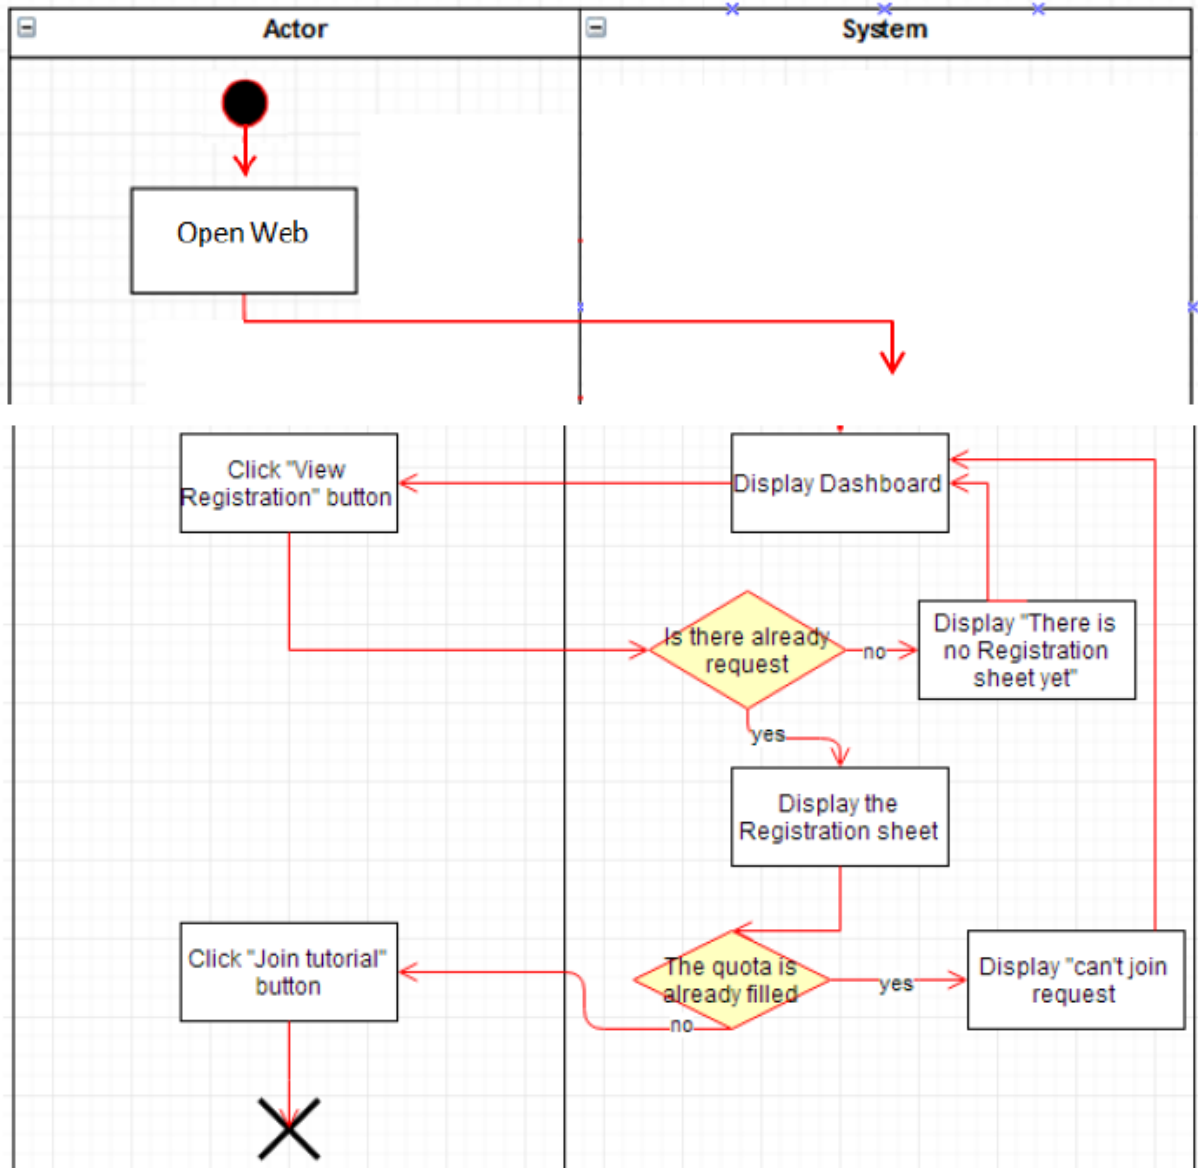 Actor
System
Open Web
Click "View
Registration" button
Display Dashboard
Is there already
request
no
Display "There is
no Registration
sheet yet"
yes
Display the
Registration sheet
Click "Join tutorial"
button
The quota is
already filled
yes
Display "can't join
request
no